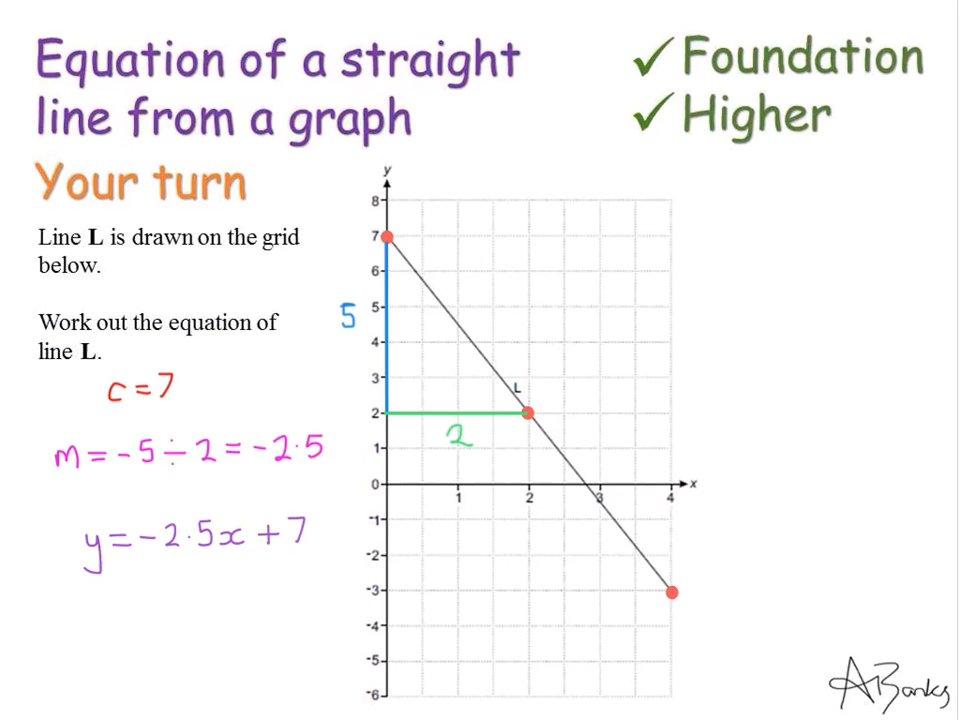 Equation of a straight
line from a graph
✓ Foundation
✓ Higher
Your turn
Line L is drawn on the grid
below.
Work out the equation of
line L.
c = 7
m = -5 ÷ 2 = -2·5
y = -2·5x + 7
y
8
7
6
5
4
3
2
1
0
-1
-2
-3
-4
-5
-6
1
2
3
4
x
5
2
L
ABanks